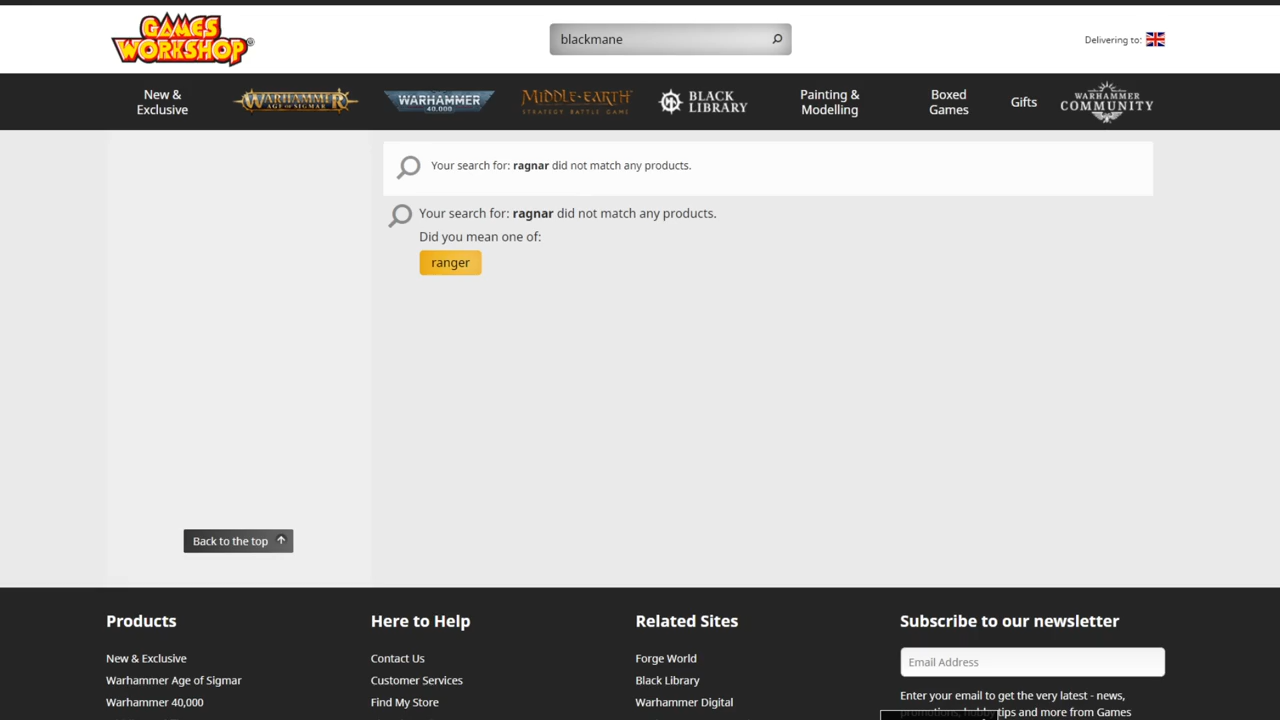 GAMES
WORKSHOP
blackmane
Delivering to:
New &
Exclusive
WARHAMMER
AGE OF SIGMAR
WARHAMMER
40,000
MIDDLE-EARTH
STRATEGY BATTLE GAME
BLACK
LIBRARY
Painting &
Modelling
Boxed
Games
Gifts
WARHAMMER
COMMUNITY
Your search for: ragnar did not match any products.
Your search for: ragnar did not match any products.
Did you mean one of:
ranger
Back to the top
Products
New & Exclusive
Warhammer Age of Sigmar
Warhammer 40,000
Here to Help
Contact Us
Customer Services
Find My Store
Related Sites
Forge World
Black Library
Warhammer Digital
Subscribe to our newsletter
Email Address
Enter your email to get the very latest - news,
promotions, hobby tips and more from Games